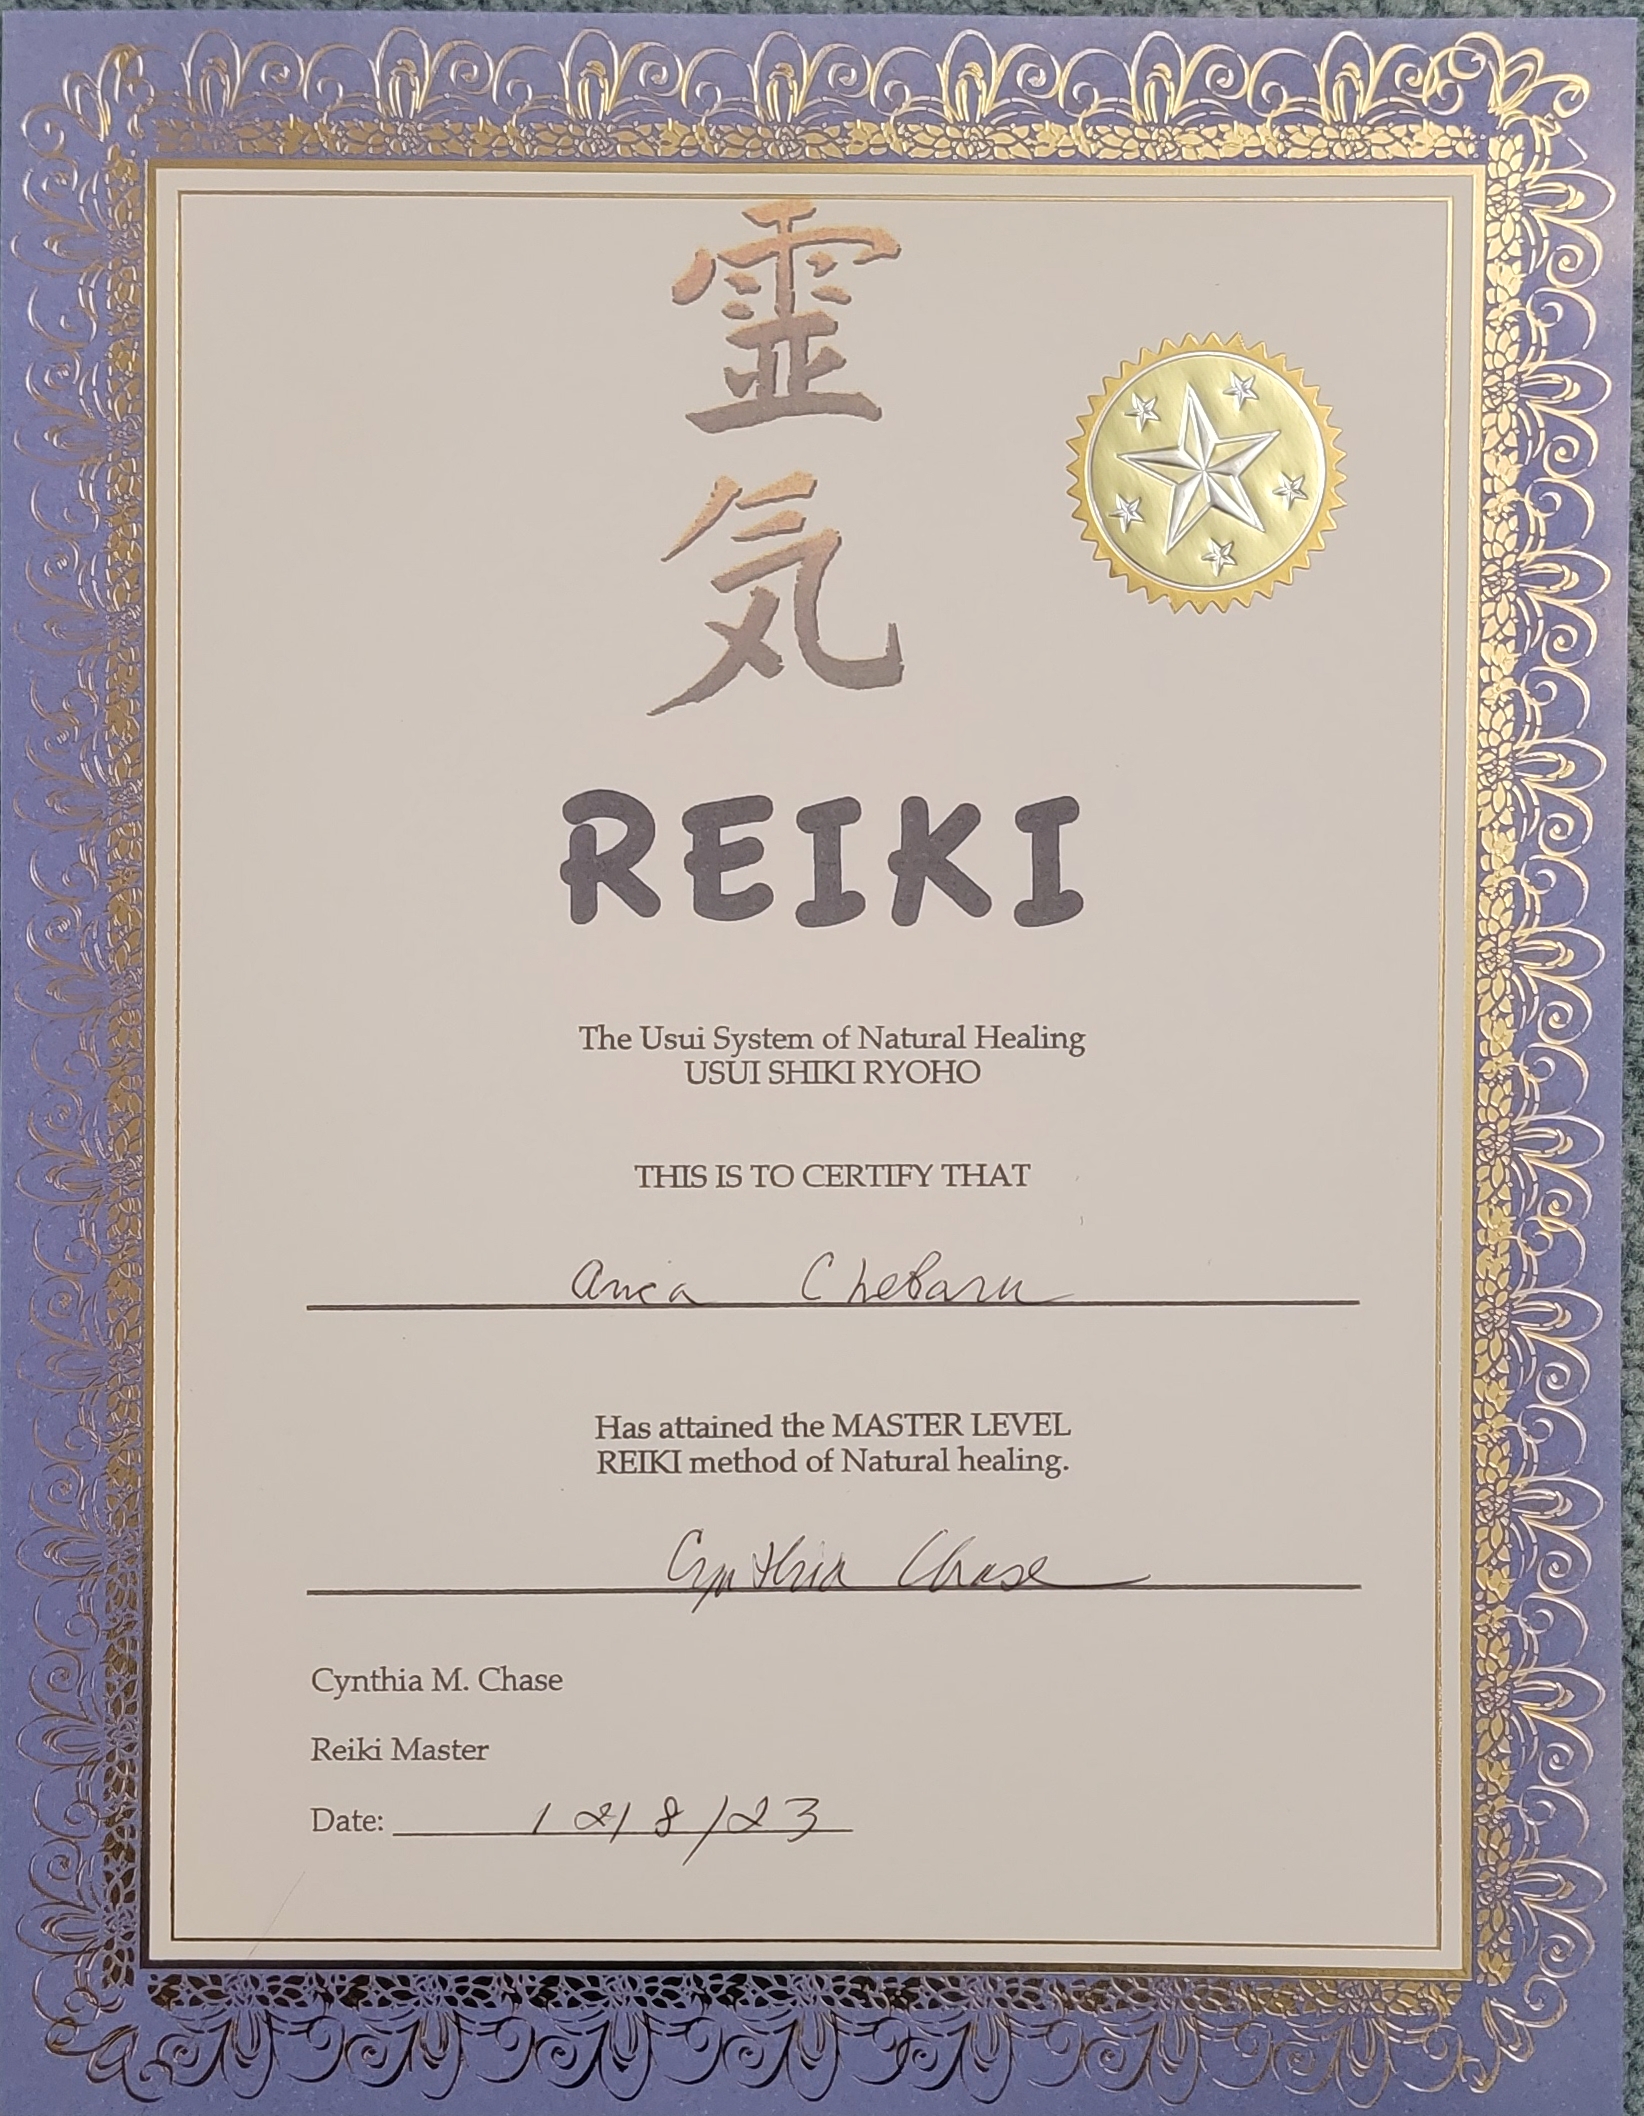 霊
気
REIKI
The Usui System of Natural Healing
USUI SHIKI RYOHO
THIS IS TO CERTIFY THAT
Anca Chebaru
Has attained the MASTER LEVEL
REIKI method of Natural healing.
Cynthia Chase
Cynthia M. Chase
Reiki Master
Date: 12/8/23